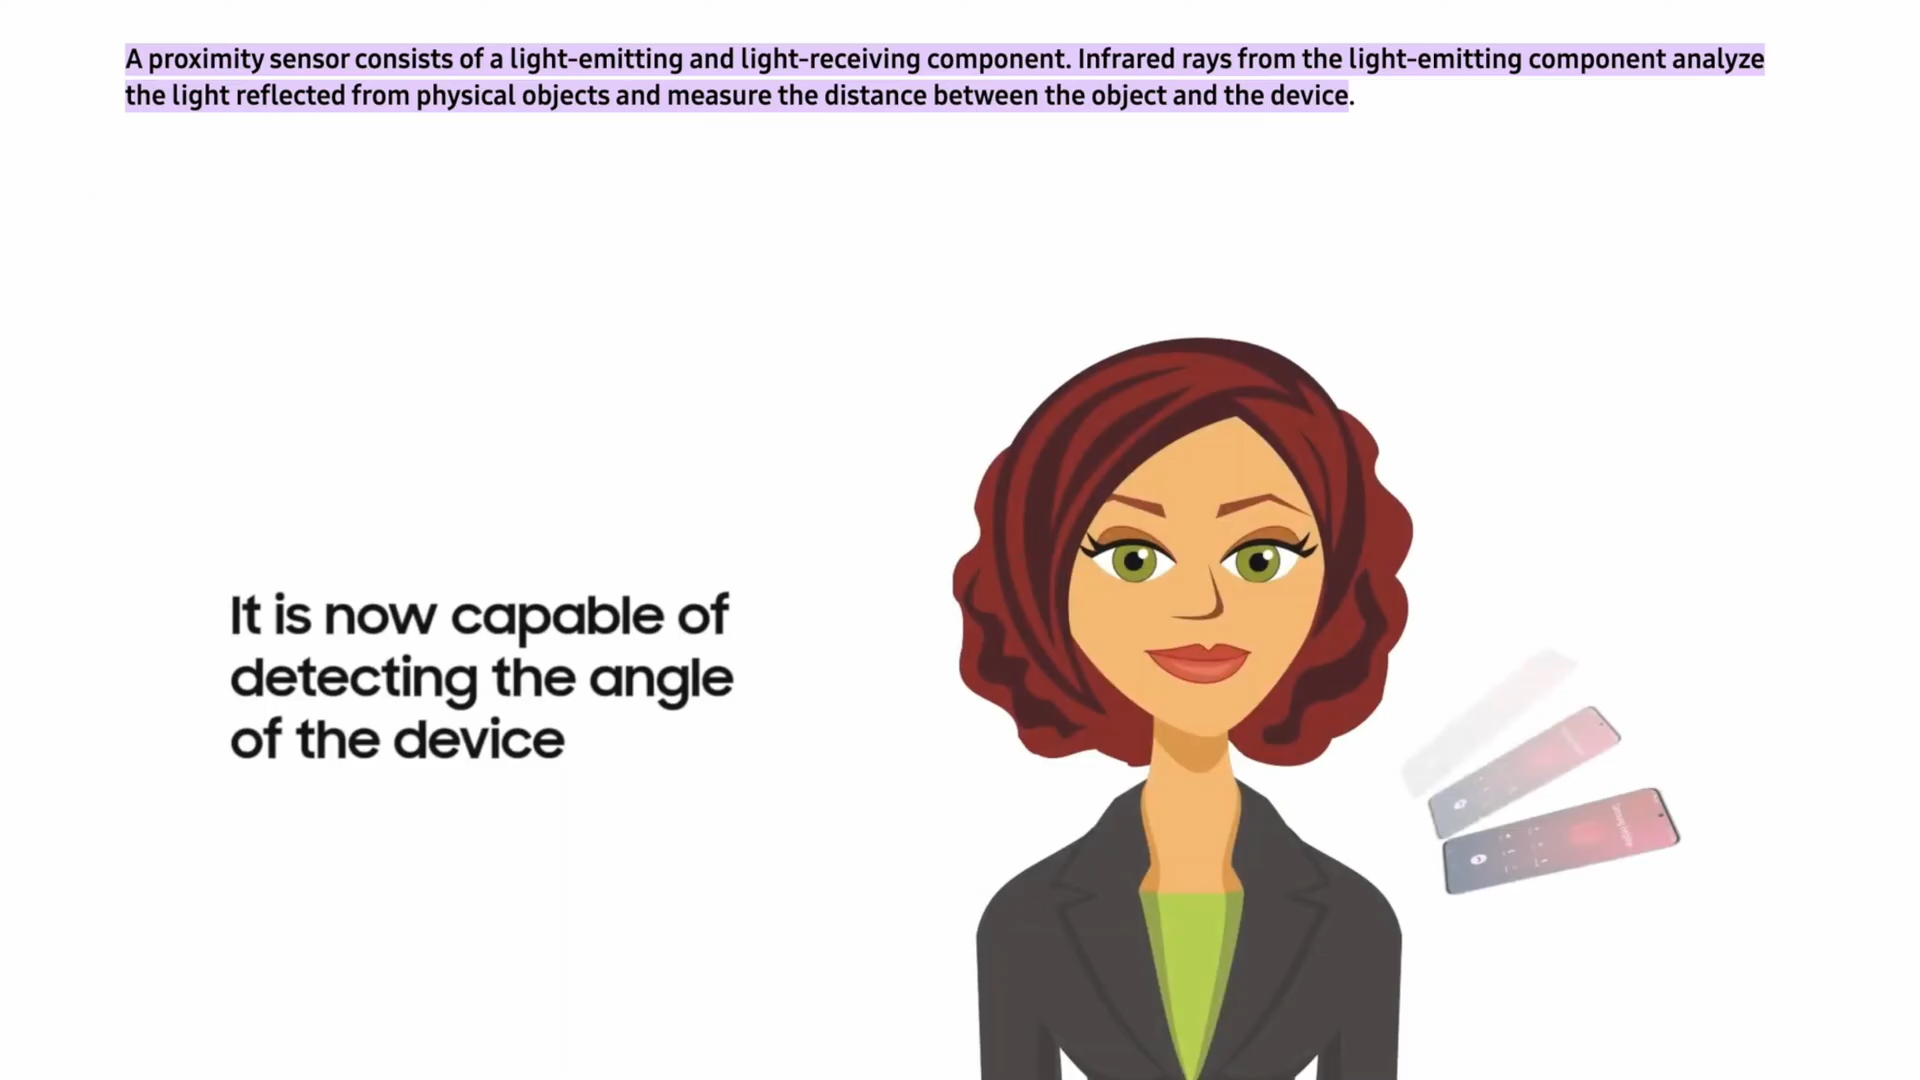 A proximity sensor consists of a light-emitting and light-receiving component. Infrared rays from the light-emitting component analyze
the light reflected from physical objects and measure the distance between the object and the device.
It is now capable of
detecting the angle
of the device